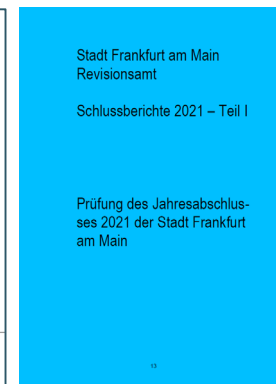 Stadt Frankfurt am Main
Revisionsamt
Schlussberichte 2021 – Teil I
Prüfung des Jahresabschlus-
ses 2021 der Stadt Frankfurt
am Main
13